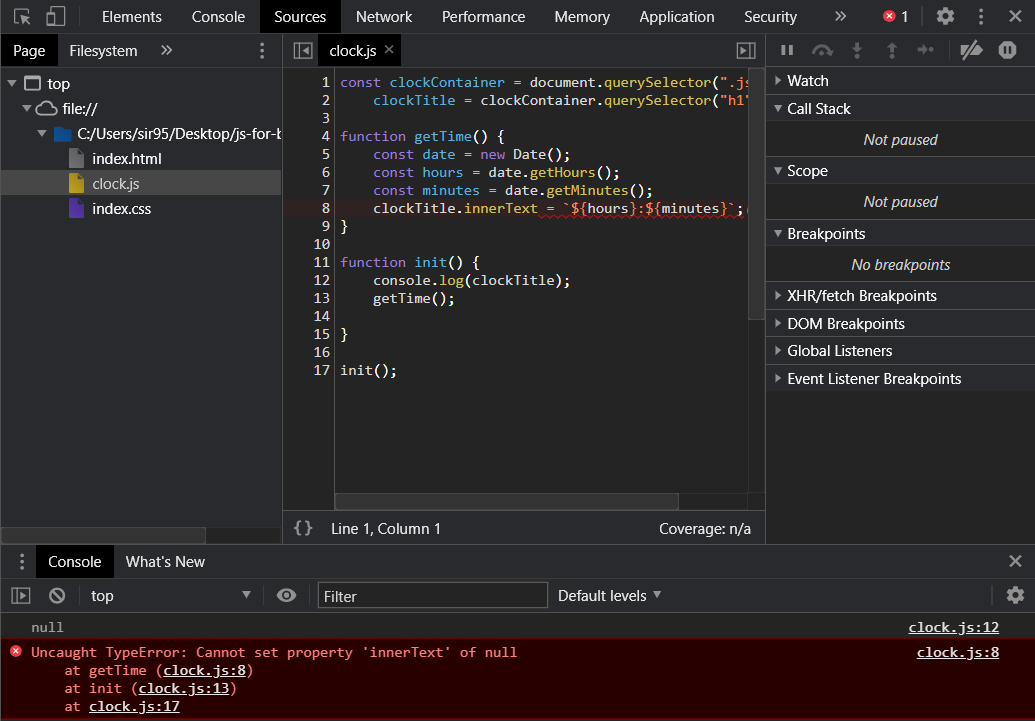 Elements Console Sources Network Performance Memory Application Security » 1
Page Filesystem »
clock.js ×
top
file://
C:/Users/sir95/Desktop/js-for-b
index.html
clock.js
index.css
1 const clockContainer = document.querySelector(".js
2 clockTitle = clockContainer.querySelector("h1"
3
4 function getTime() {
5 const date = new Date();
6 const hours = date.getHours();
7 const minutes = date.getMinutes();
8 clockTitle.innerText = `${hours}:${minutes}`;
9 }
10
11 function init() {
12 console.log(clockTitle);
13 getTime();
14
15 }
16
17 init();
{} Line 1, Column 1 Coverage: n/a
Watch
Call Stack
Not paused
Scope
Not paused
Breakpoints
No breakpoints
XHR/fetch Breakpoints
DOM Breakpoints
Global Listeners
Event Listener Breakpoints
Console What's New
top Filter Default levels
null clock.js:12
Uncaught TypeError: Cannot set property 'innerText' of null clock.js:8
at getTime (clock.js:8)
at init (clock.js:13)
at clock.js:17